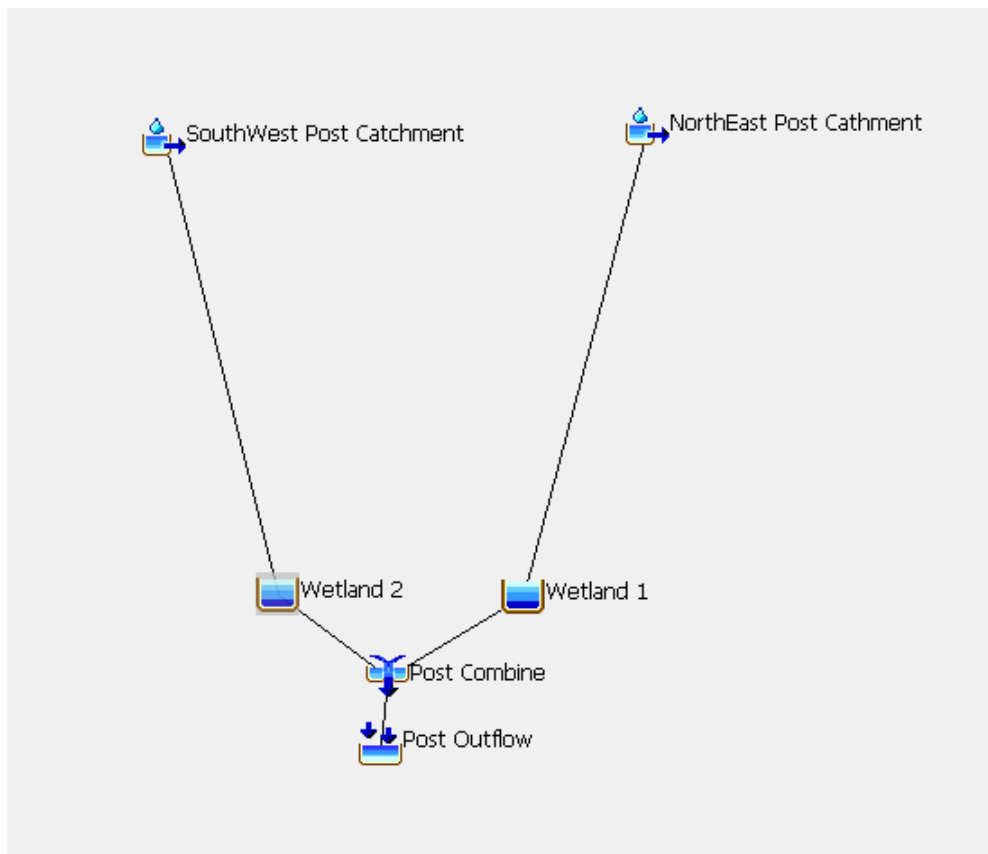 SouthWest Post Catchment
NorthEast Post Cathment
Wetland 2
Wetland 1
Post Combine
Post Outflow